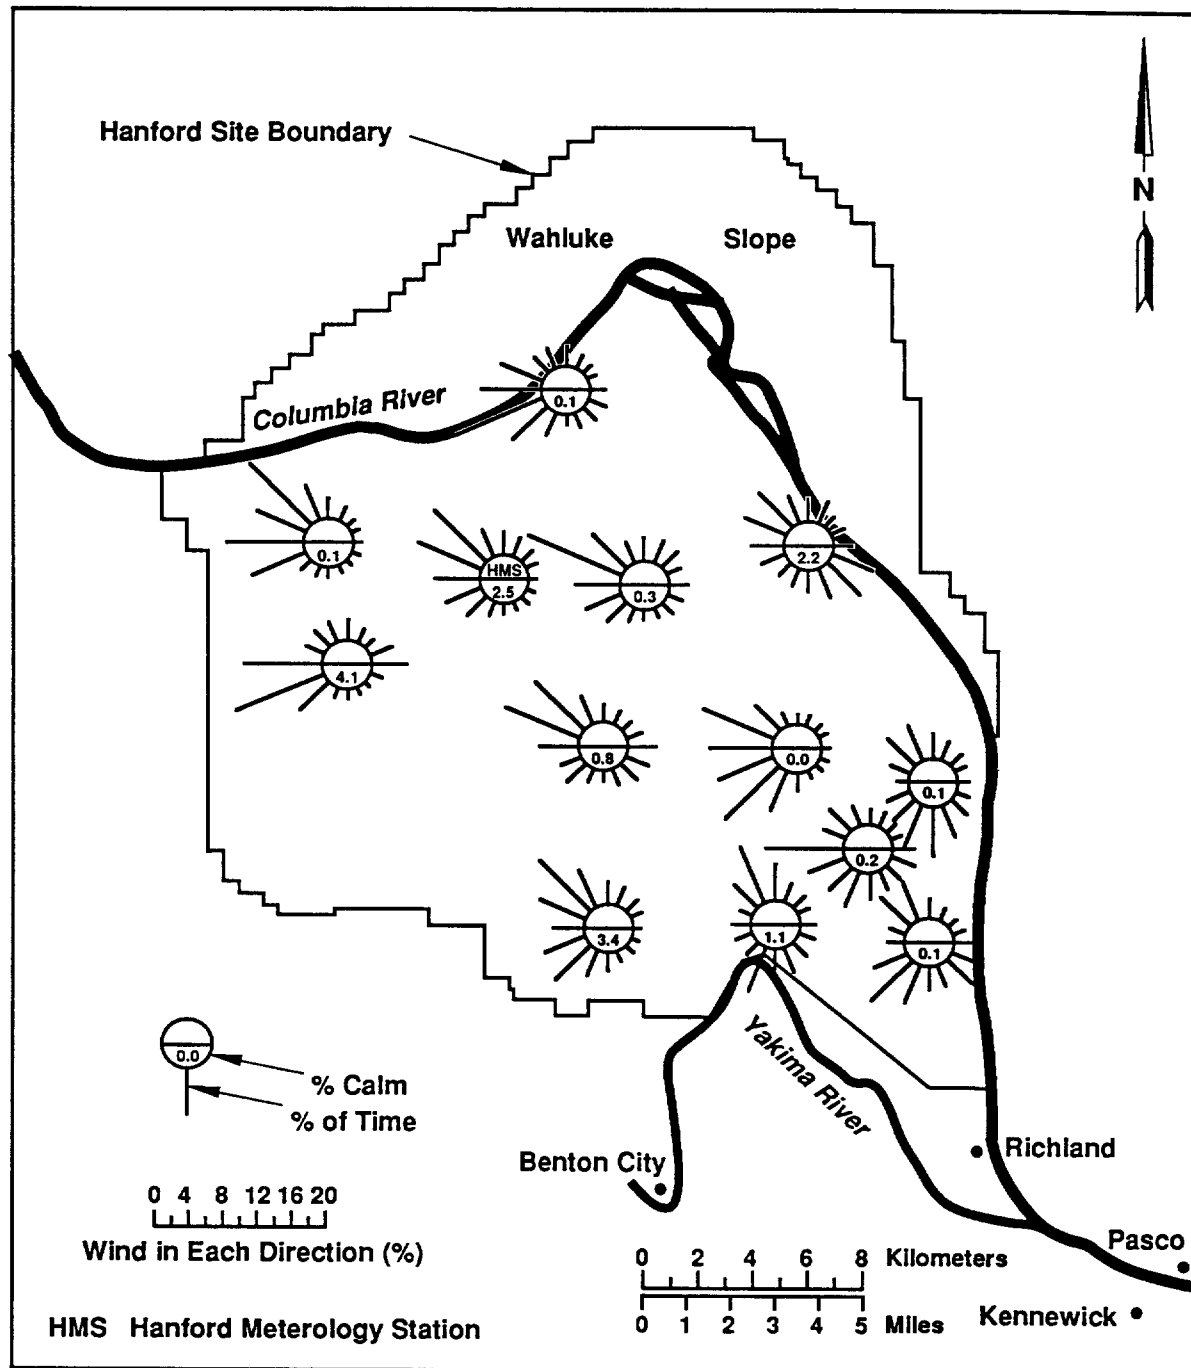 Hanford Site Boundary
N
Wahluke Slope
Columbia River
0.1
0.1
HMS
2.5
0.3
2.2
4.1
0.8
0.0
0.1
0.2
3.4
1.1
0.1
0.0
% Calm
% of Time
Yakima River
Benton City
Richland
0 4 8 12 16 20
Wind in Each Direction (%)
Pasco
0 2 4 6 8 Kilometers
0 1 2 3 4 5 Miles
Kennewick
HMS Hanford Meterology Station